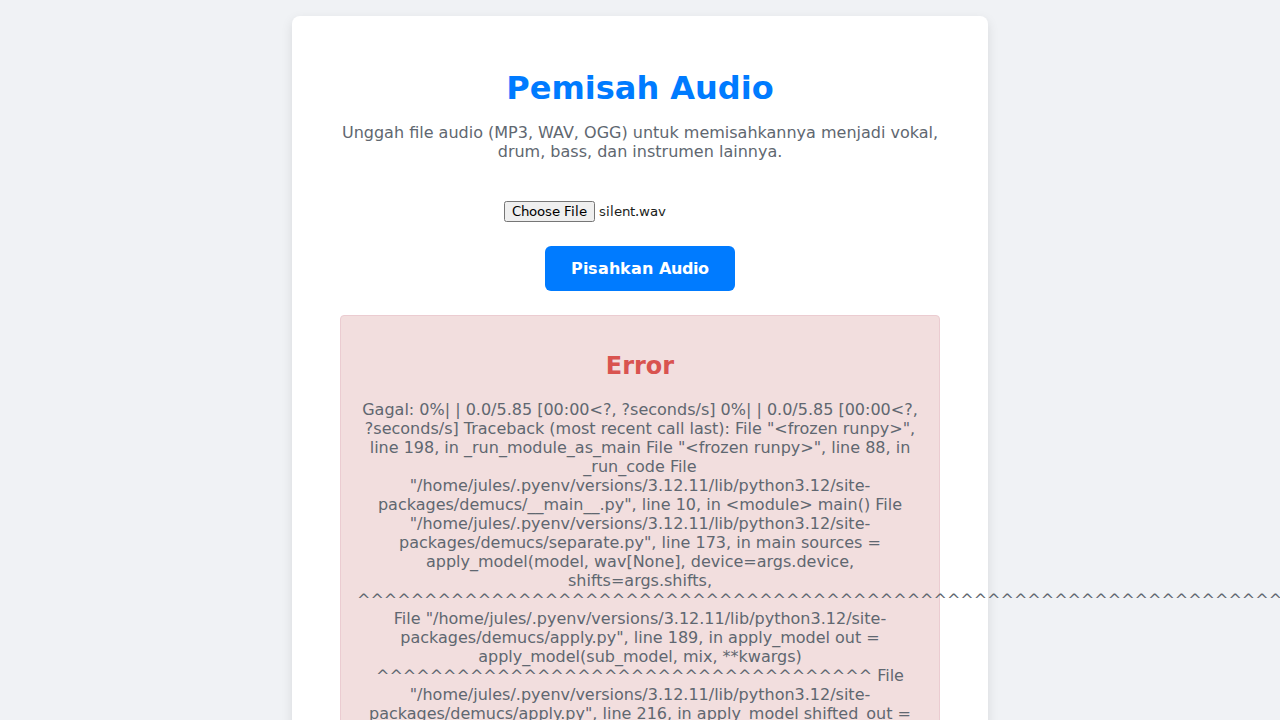 Pemisah Audio
Unggah file audio (MP3, WAV, OGG) untuk memisahkannya menjadi vokal,
drum, bass, dan instrumen lainnya.
Choose File silent.wav
Pisahkan Audio
Error
Gagal: 0%| | 0.0/5.85 [00:00<?, ?seconds/s] 0%| | 0.0/5.85 [00:00<?,
?seconds/s] Traceback (most recent call last): File "<frozen runpy>",
line 198, in _run_module_as_main File "<frozen runpy>", line 88, in
_run_code File
"/home/jules/.pyenv/versions/3.12.11/lib/python3.12/site-
packages/demucs/__main__.py", line 10, in <module> main() File
"/home/jules/.pyenv/versions/3.12.11/lib/python3.12/site-
packages/demucs/separate.py", line 173, in main sources =
apply_model(model, wav[None], device=args.device,
shifts=args.shifts,
^^^^^^^^^^^^^^^^^^^^^^^^^^^^^^^^^^^^^^^^^^^^^^^^^^^^^^^^^^^^^^^^^^^^^
File "/home/jules/.pyenv/versions/3.12.11/lib/python3.12/site-
packages/demucs/apply.py", line 189, in apply_model out =
apply_model(sub_model, mix, **kwargs)
^^^^^^^^^^^^^^^^^^^^^^^^^^^^^^^^^^^^^ File
"/home/jules/.pyenv/versions/3.12.11/lib/python3.12/site-
packages/demucs/apply.py", line 216, in apply_model shifted_out =